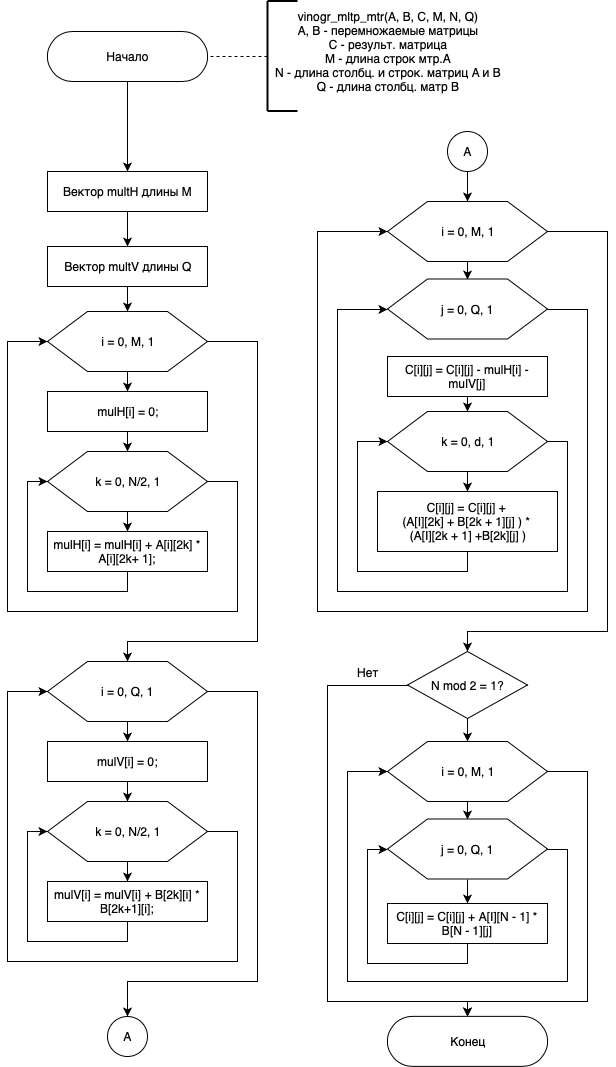 vinogr_mltp_mtr(A, B, C, M, N, Q)
A, B - перемножаемые матрицы
C - результ. матрица
M - длина строк мтр.А
N - длина столбц. и строк. матриц А и В
Q - длина столбц. матр В
Начало
Вектор multH длины M
Вектор multV длины Q
i = 0, M, 1
mulH[i] = 0;
k = 0, N/2, 1
mulH[i] = mulH[i] + A[i][2k] *
A[i][2k+ 1];
i = 0, Q, 1
mulV[i] = 0;
k = 0, N/2, 1
mulV[i] = mulV[i] + B[2k][i] *
B[2k+1][i];
A
A
i = 0, M, 1
j = 0, Q, 1
C[i][j] = C[i][j] - mulH[i] -
mulV[j]
k = 0, d, 1
C[i][j] = C[i][j] +
(A[I][2k] + B[2k + 1][j] ) *
(A[I][2k + 1] +B[2k][j] )
N mod 2 = 1?
Нет
i = 0, M, 1
j = 0, Q, 1
C[i][j] = C[i][j] + A[I][N - 1] *
B[N - 1][j]
Конец